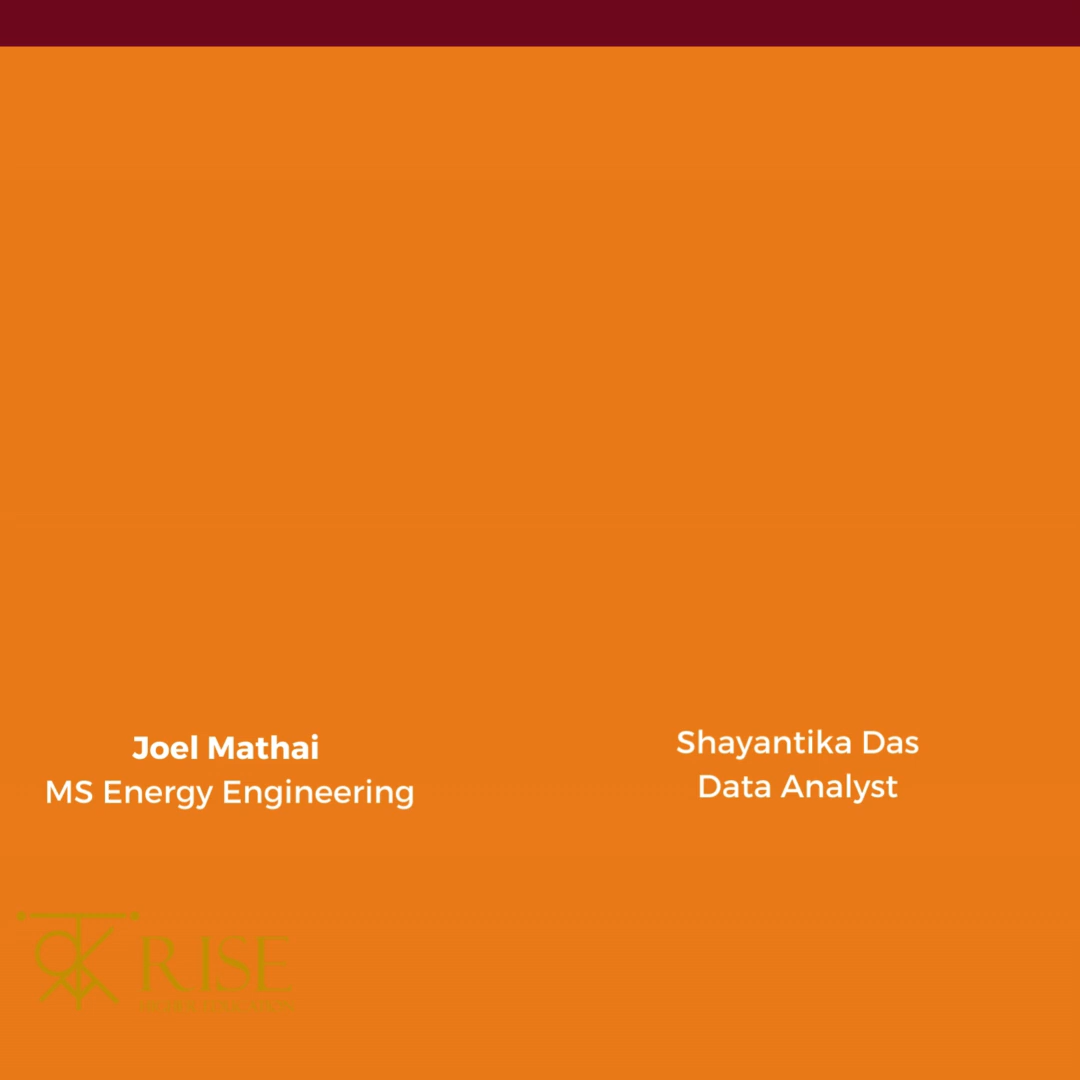 Joel Mathai
MS Energy Engineering
Shayantika Das
Data Analyst
RISE